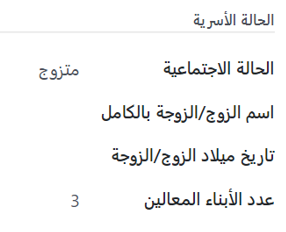 الحالة الأسرية
الحالة الاجتماعية متزوج
اسم الزوج/الزوجة بالكامل
تاريخ ميلاد الزوج/الزوجة
عدد الأبناء المعالين 3